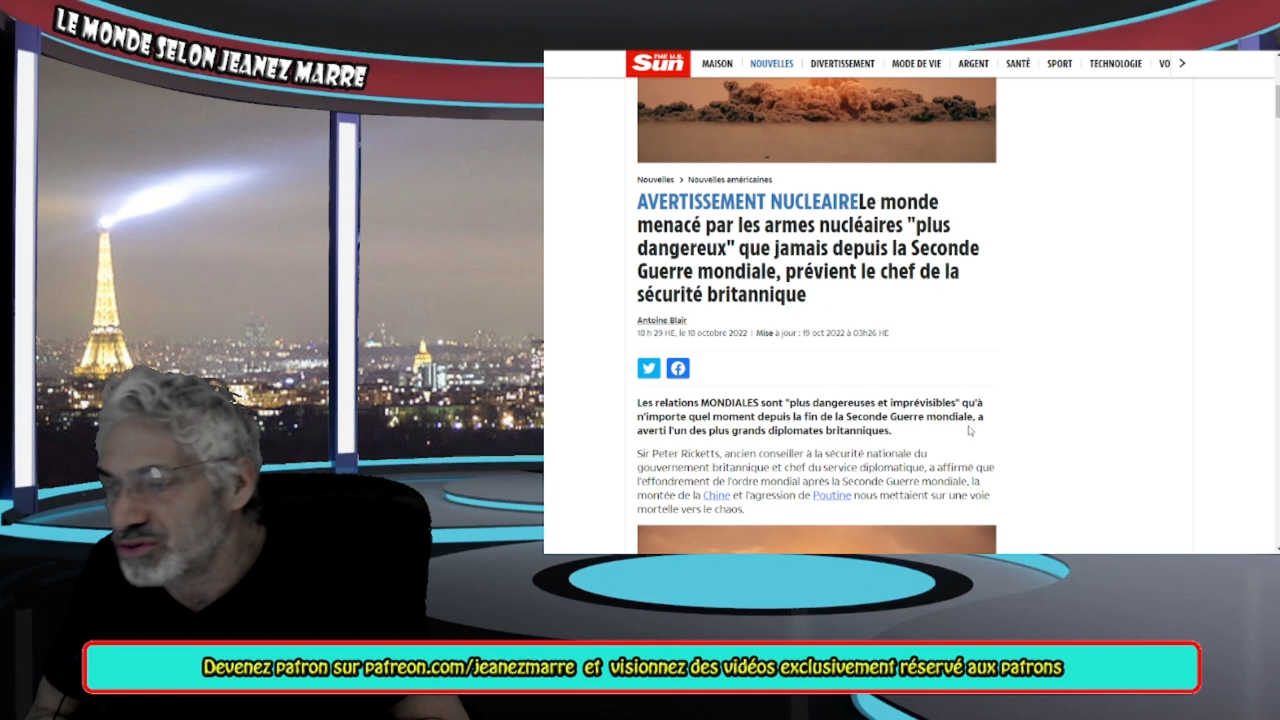 LE MONDE SELON JEANEZ MARRE
THE U.S. Sun
MAISON NOUVELLES DIVERTISSEMENT MODE DE VIE ARGENT SANTÉ SPORT TECHNOLOGIE VO
Nouvelles > Nouvelles américaines
AVERTISSEMENT NUCLEAIRELe monde
menacé par les armes nucléaires "plus
dangereux" que jamais depuis la Seconde
Guerre mondiale, prévient le chef de la
sécurité britannique
Antoine Blair
18 h 29 HE, le 18 octobre 2022 | Mise à jour : 19 oct 2022 à 03h26 HE
Les relations MONDIALES sont "plus dangereuses et imprévisibles" qu'à
n'importe quel moment depuis la fin de la Seconde Guerre mondiale, a
averti l'un des plus grands diplomates britanniques.
Sir Peter Ricketts, ancien conseiller à la sécurité nationale du
gouvernement britannique et chef du service diplomatique, a affirmé que
l'effondrement de l'ordre mondial après la Seconde Guerre mondiale, la
montée de la Chine et l'agression de Poutine nous mettaient sur une voie
mortelle vers le chaos.
Devenez patron sur patreon.com/jeanezmarre et visionnez des vidéos exclusivement réservé aux patrons